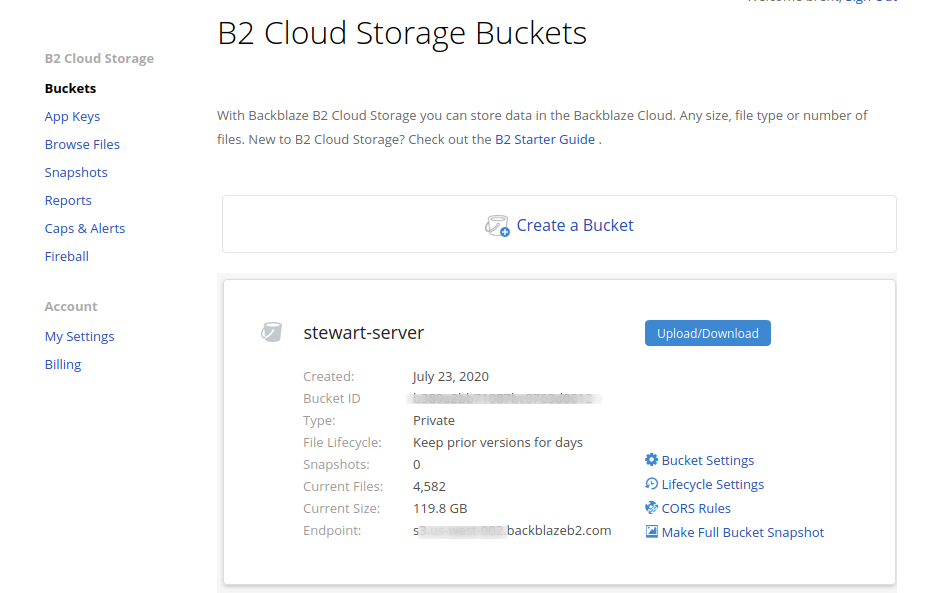 B2 Cloud Storage Buckets
B2 Cloud Storage
Buckets
App Keys
Browse Files
Snapshots
Reports
Caps & Alerts
Fireball
Account
My Settings
Billing
With Backblaze B2 Cloud Storage you can store data in the Backblaze Cloud. Any size, file type or number of
files. New to B2 Cloud Storage? Check out the B2 Starter Guide .
Create a Bucket
stewart-server
Upload/Download
Created: July 23, 2020
Bucket ID
Type: Private
File Lifecycle: Keep prior versions for days
Snapshots: 0
Current Files: 4,582
Current Size: 119.8 GB
Endpoint: backblazeb2.com
Bucket Settings
Lifecycle Settings
CORS Rules
Make Full Bucket Snapshot